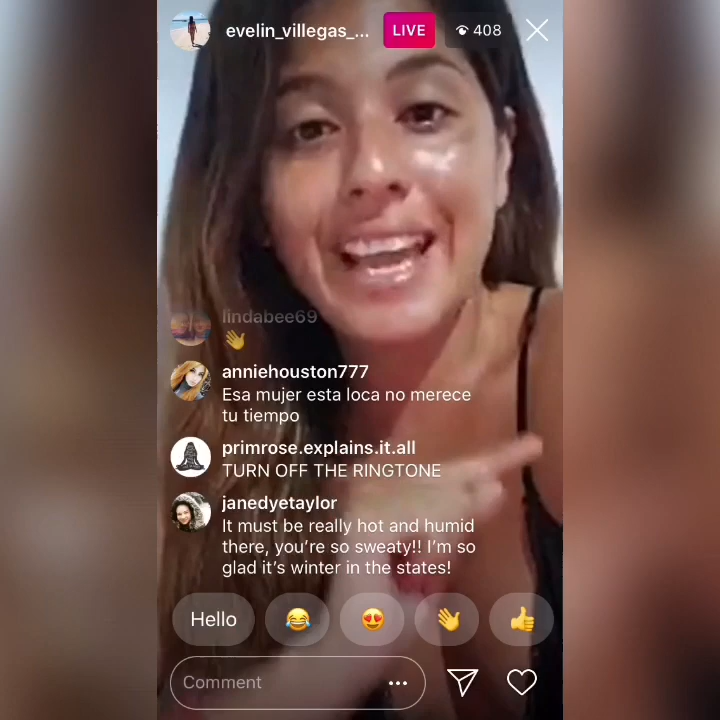 evelin_villegas_...
LIVE
408
lindabee69
anniehouston777
Esa mujer esta loca no merece
tu tiempo
primrose.explains.it.all
TURN OFF THE RINGTONE
janedyetaylor
It must be really hot and humid
there, you're so sweaty!! I'm so
glad it's winter in the states!
Hello
Comment